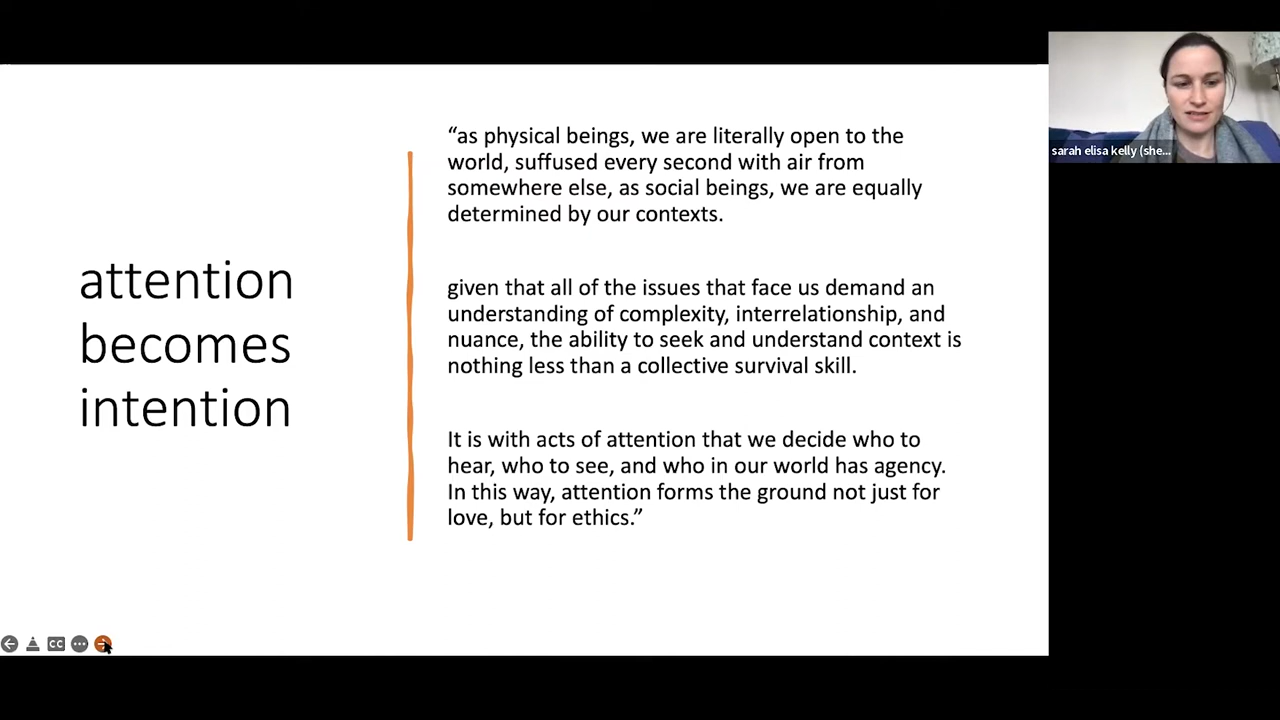 attention
becomes
intention
“as physical beings, we are literally open to the
world, suffused every second with air from
somewhere else, as social beings, we are equally
determined by our contexts.
given that all of the issues that face us demand an
understanding of complexity, interrelationship, and
nuance, the ability to seek and understand context is
nothing less than a collective survival skill.
It is with acts of attention that we decide who to
hear, who to see, and who in our world has agency.
In this way, attention forms the ground not just for
love, but for ethics.”
sarah elisa kelly (she...
CC